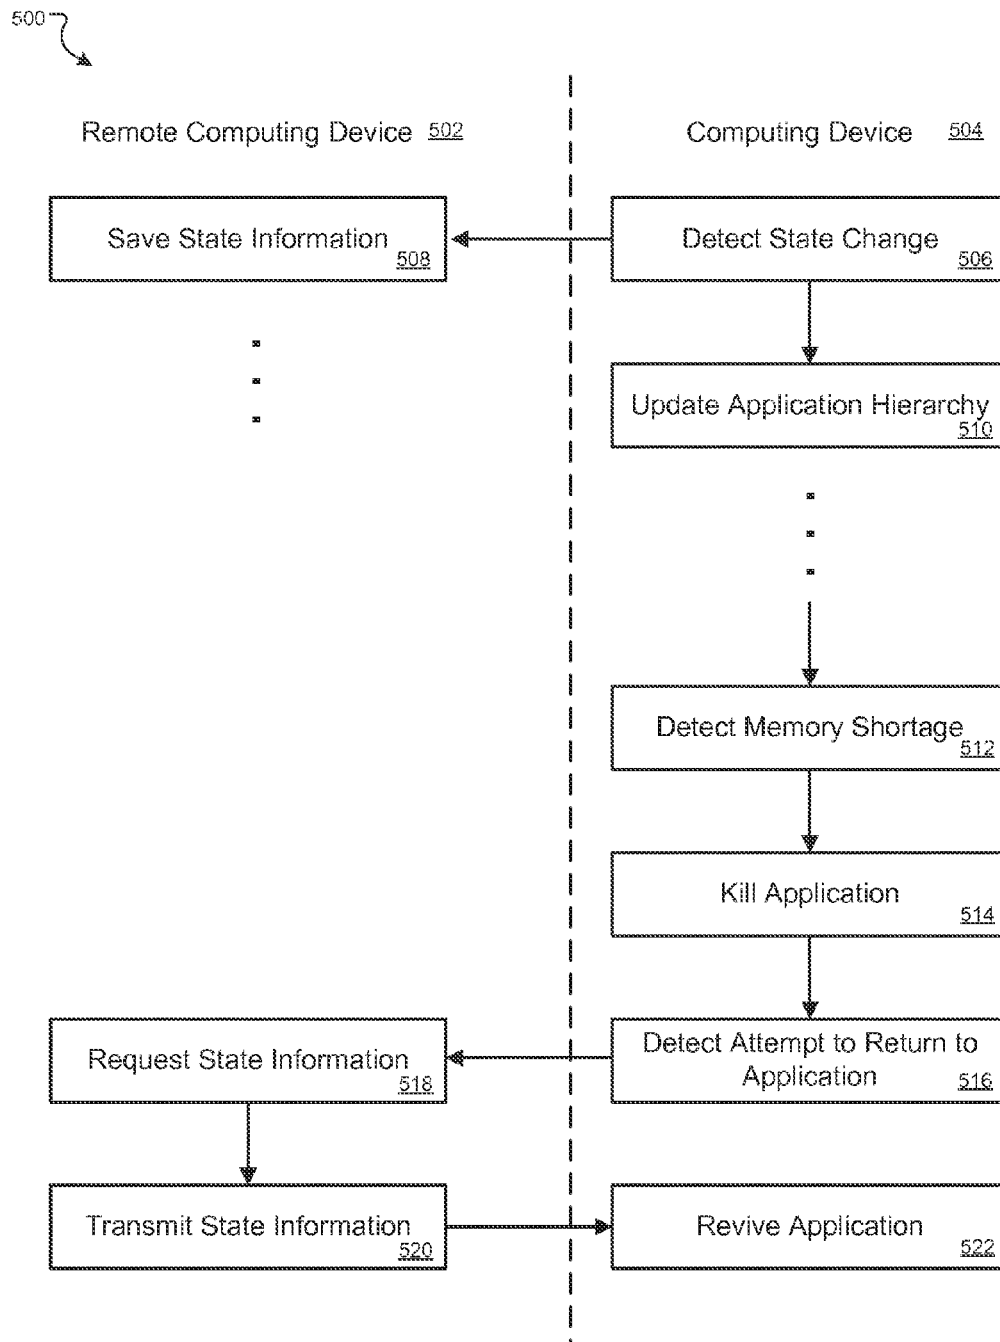 500
Remote Computing Device 502
Computing Device 504
Save State Information
508
Detect State Change
506
Update Application Hierarchy
510
Detect Memory Shortage
512
Kill Application
514
Request State Information
518
Detect Attempt to Return to
Application
516
Transmit State Information
520
Revive Application
522